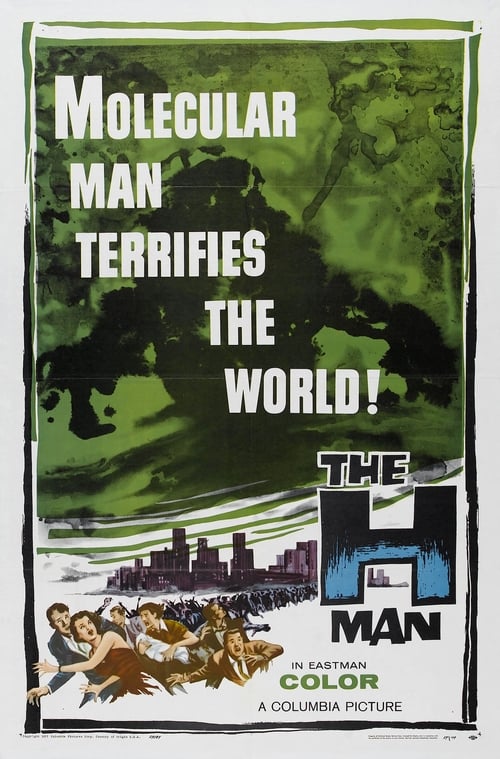 MOLECULAR
MAN
TERRIFIES
THE
WORLD!
THE
H
MAN
IN EASTMAN
COLOR
A COLUMBIA PICTURE